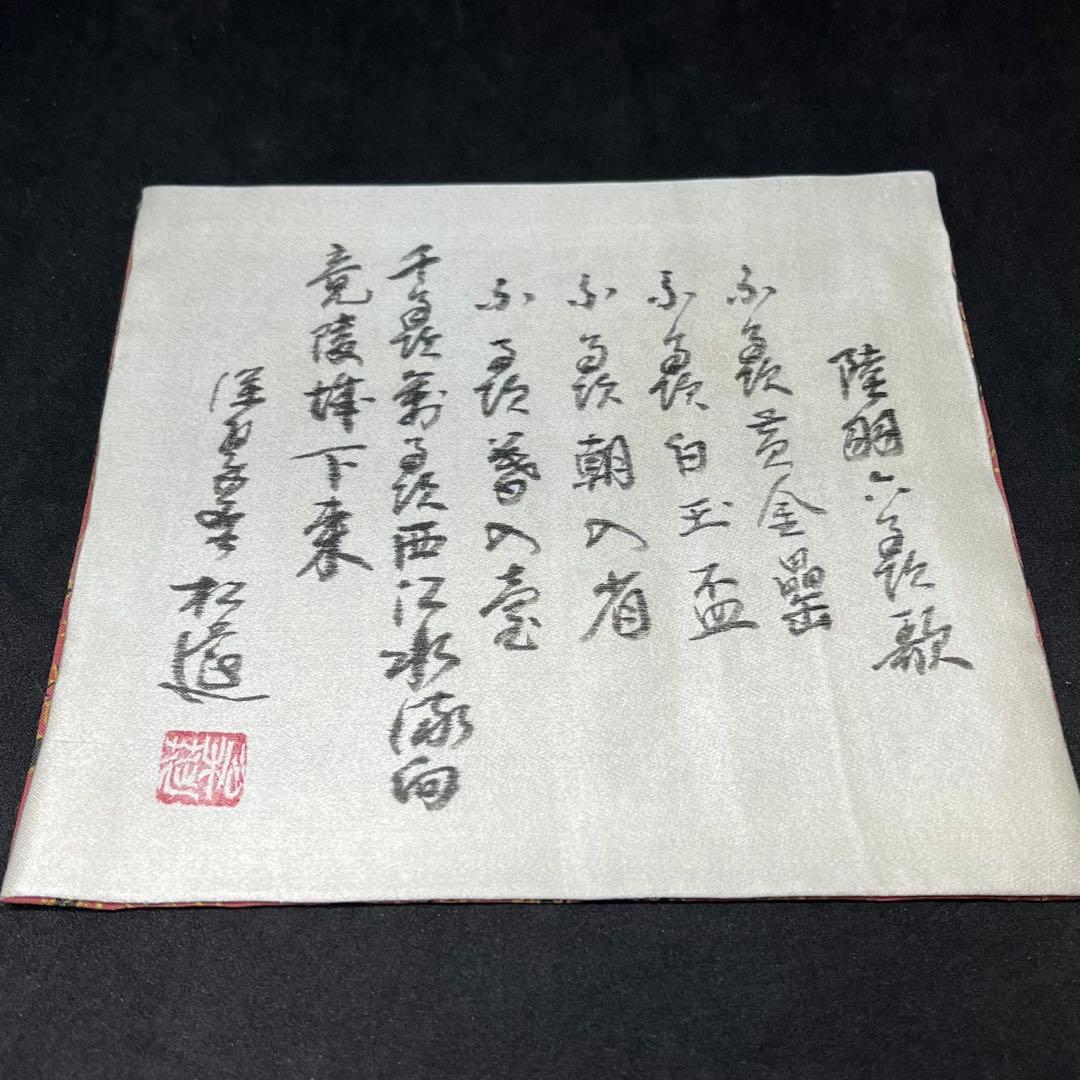 陸羽六羨歌
不羨黃金罍
不羨白玉盃
不羨朝入省
不羨暮入臺
千羨萬羨西江水流向
竟陵城下來
松